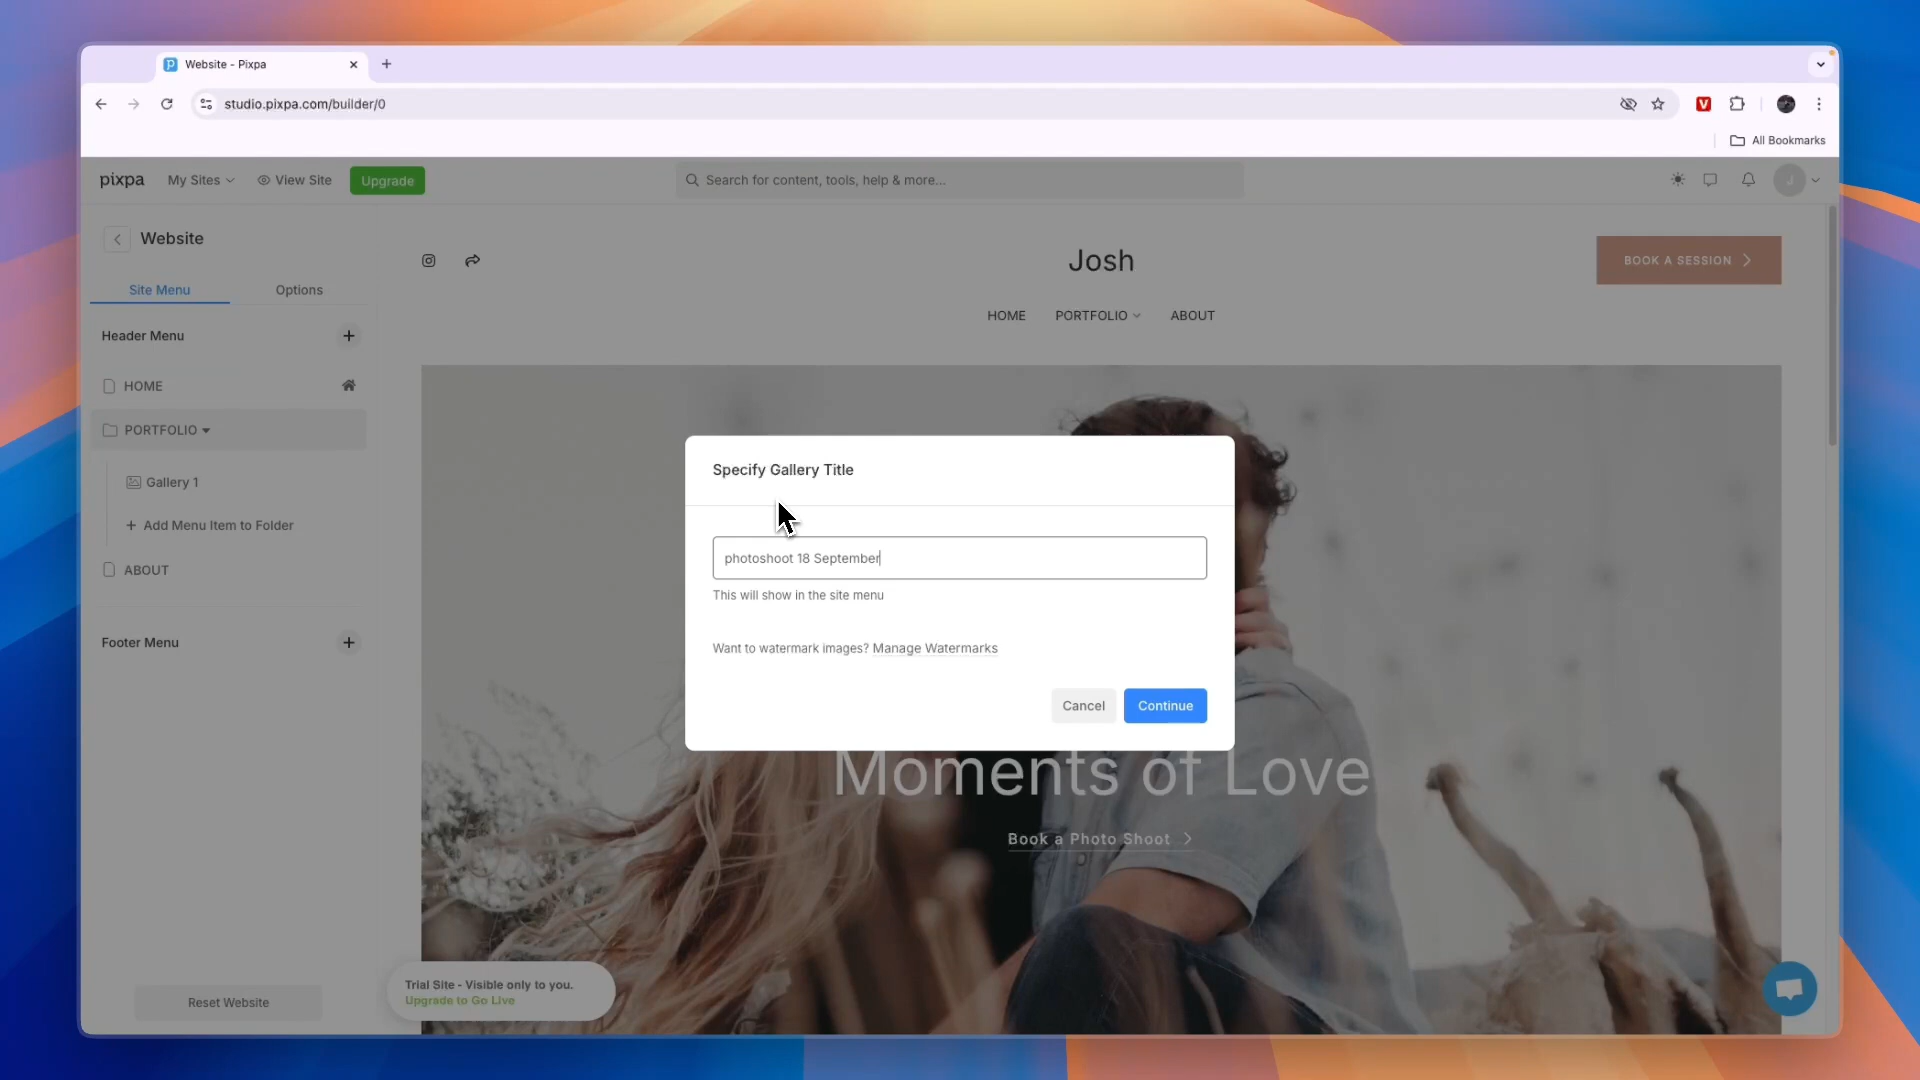 Website - Pixpa
studio.pixpa.com/builder/0
All Bookmarks
pixpa
My Sites
View Site
Upgrade
Search for content, tools, help & more...
J
Website
Site Menu
Options
Header Menu
HOME
PORTFOLIO
Gallery 1
+ Add Menu Item to Folder
ABOUT
Footer Menu
Reset Website
Josh
BOOK A SESSION
HOME PORTFOLIO ABOUT
Specify Gallery Title
photoshoot 18 September
This will show in the site menu
Want to watermark images? Manage Watermarks
Cancel
Continue
Moments of Love
Book a Photo Shoot
Trial Site - Visible only to you.
Upgrade to Go Live